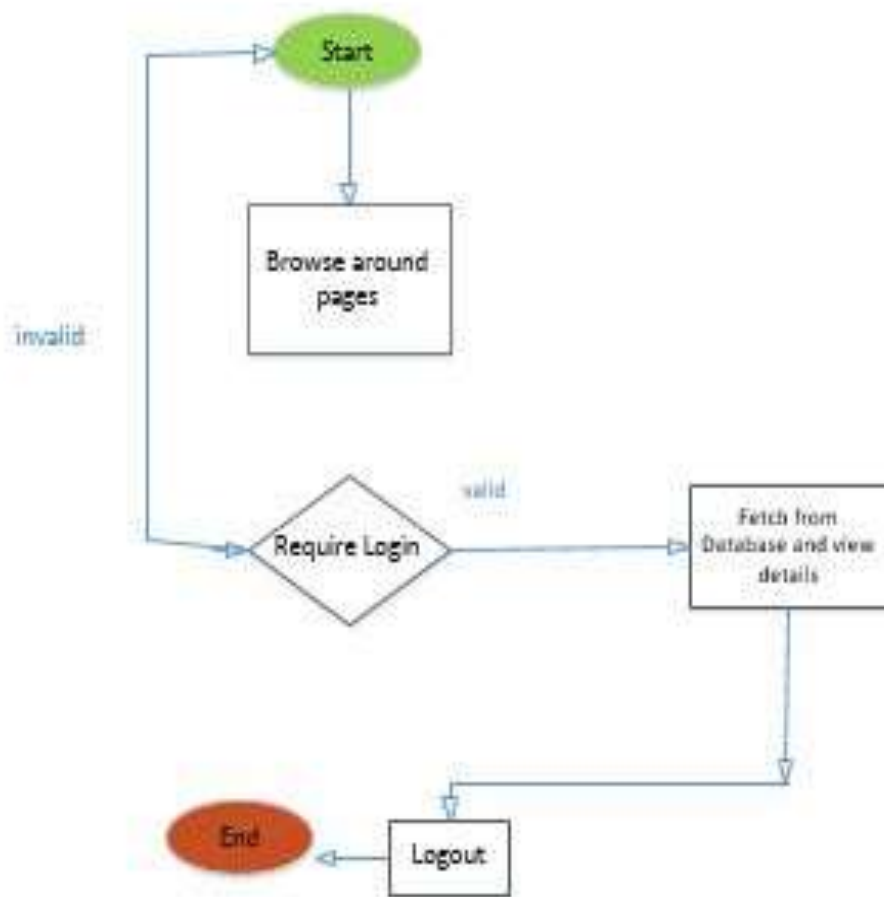 Start
Browse around
pages
invalid
valid
Require Login
Fetch from
Database and view
details
End
Logout